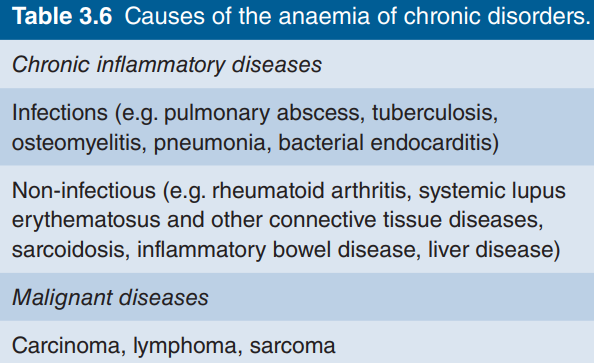 Table 3.6 Causes of the anaemia of chronic disorders.
Chronic inflammatory diseases
Infections (e.g. pulmonary abscess, tuberculosis,
osteomyelitis, pneumonia, bacterial endocarditis)
Non-infectious (e.g. rheumatoid arthritis, systemic lupus
erythematosus and other connective tissue diseases,
sarcoidosis, inflammatory bowel disease, liver disease)
Malignant diseases
Carcinoma, lymphoma, sarcoma